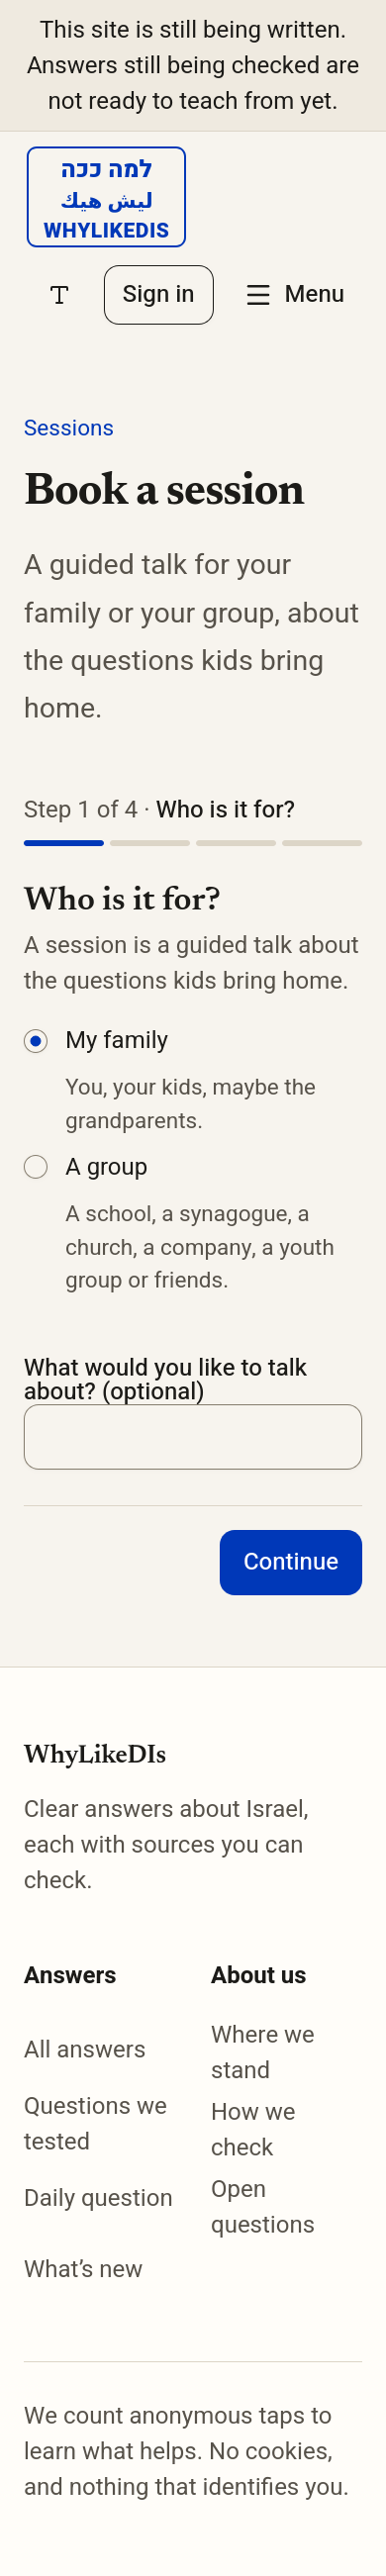 This site is still being written.
Answers still being checked are
not ready to teach from yet.
למה ככה
ليش هيك
WHYLIKEDIS
T
Sign in
Menu
Sessions
Book a session
A guided talk for your
family or your group, about
the questions kids bring
home.
Step 1 of 4 · Who is it for?
Who is it for?
A session is a guided talk about
the questions kids bring home.
My family
You, your kids, maybe the
grandparents.
A group
A school, a synagogue, a
church, a company, a youth
group or friends.
What would you like to talk
about? (optional)
Continue
WhyLikeDIs
Clear answers about Israel,
each with sources you can
check.
Answers
All answers
Questions we
tested
Daily question
What’s new
About us
Where we
stand
How we
check
Open
questions
We count anonymous taps to
learn what helps. No cookies,
and nothing that identifies you.